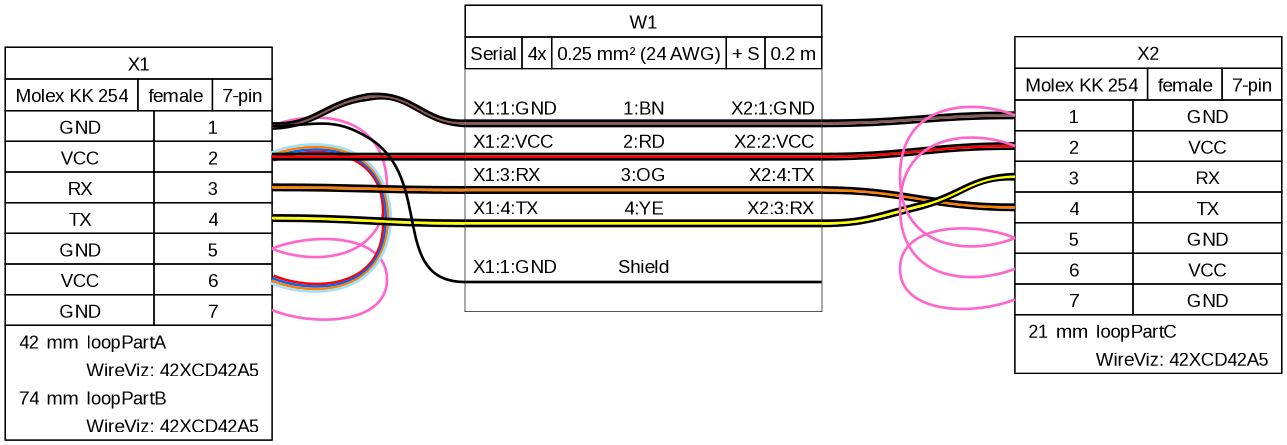 X1
Molex KK 254 female 7-pin
GND 1
VCC 2
RX 3
TX 4
GND 5
VCC 6
GND 7
42 mm loopPartA
WireViz: 42XCD42A5
74 mm loopPartB
WireViz: 42XCD42A5
W1
Serial 4x 0.25 mm² (24 AWG) + S 0.2 m
X1:1:GND 1:BN X2:1:GND
X1:2:VCC 2:RD X2:2:VCC
X1:3:RX 3:OG X2:4:TX
X1:4:TX 4:YE X2:3:RX
X1:1:GND Shield
X2
Molex KK 254 female 7-pin
1 GND
2 VCC
3 RX
4 TX
5 GND
6 VCC
7 GND
21 mm loopPartC
WireViz: 42XCD42A5